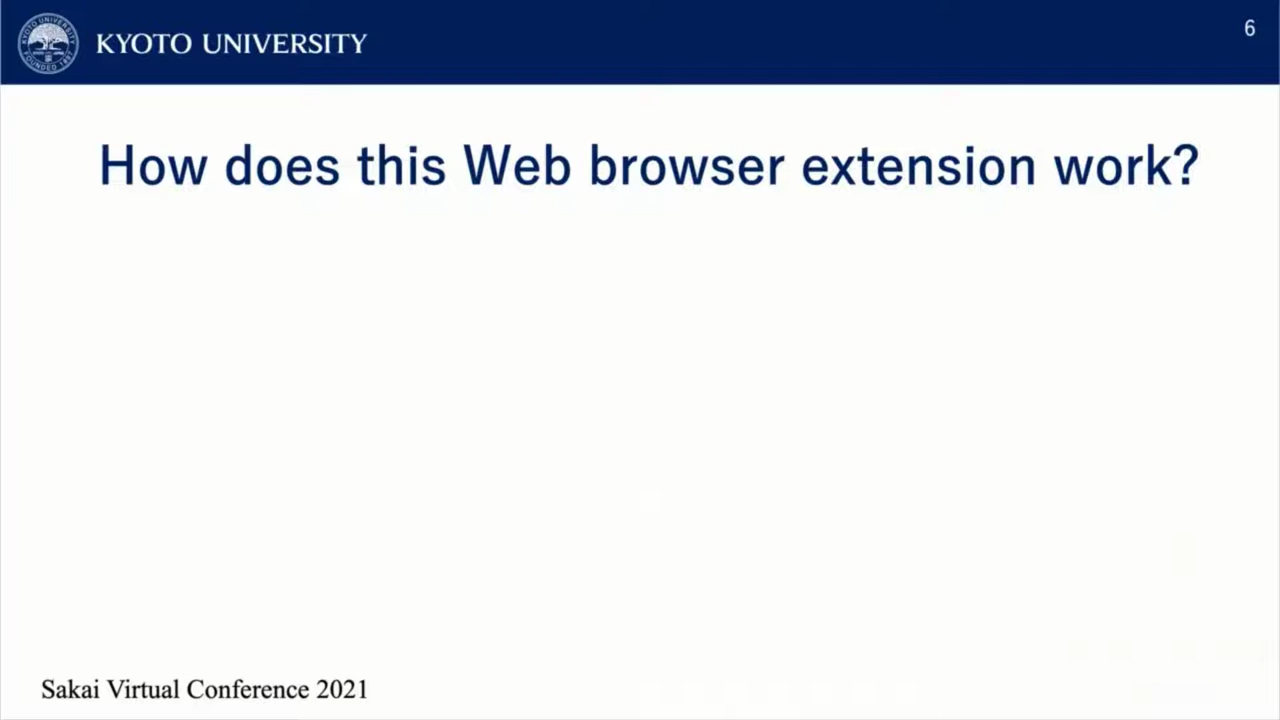 KYOTO UNIVERSITY
6
How does this Web browser extension work?
Sakai Virtual Conference 2021